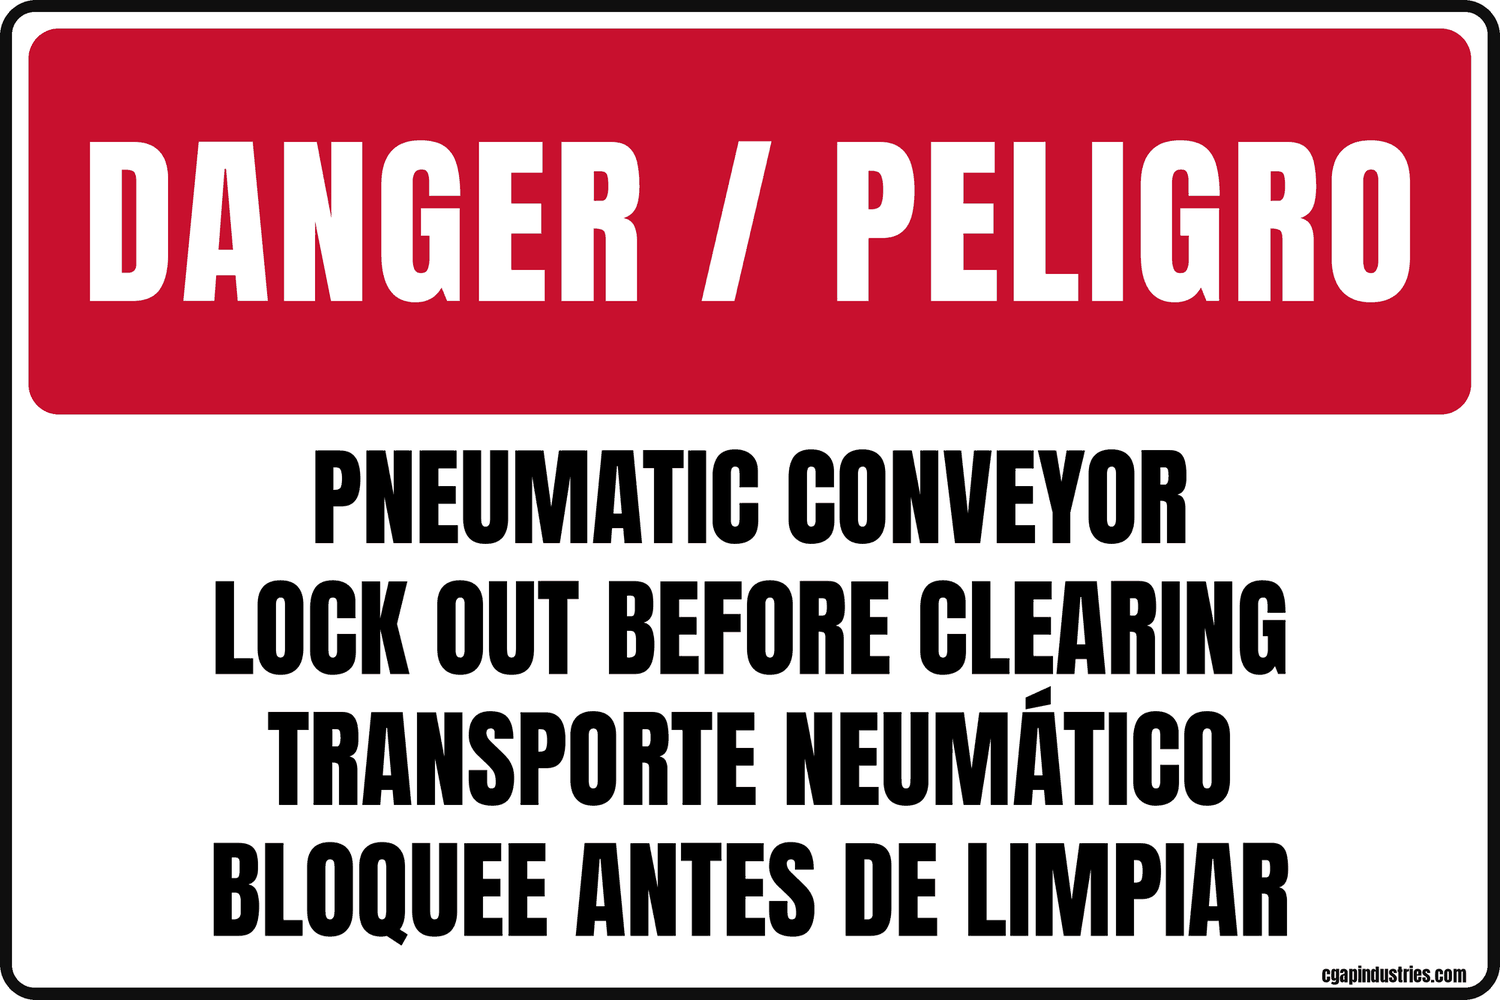 DANGER / PELIGRO
PNEUMATIC CONVEYOR
LOCK OUT BEFORE CLEARING
TRANSPORTE NEUMÁTICO
BLOQUEE ANTES DE LIMPIAR
cgapindustries.com